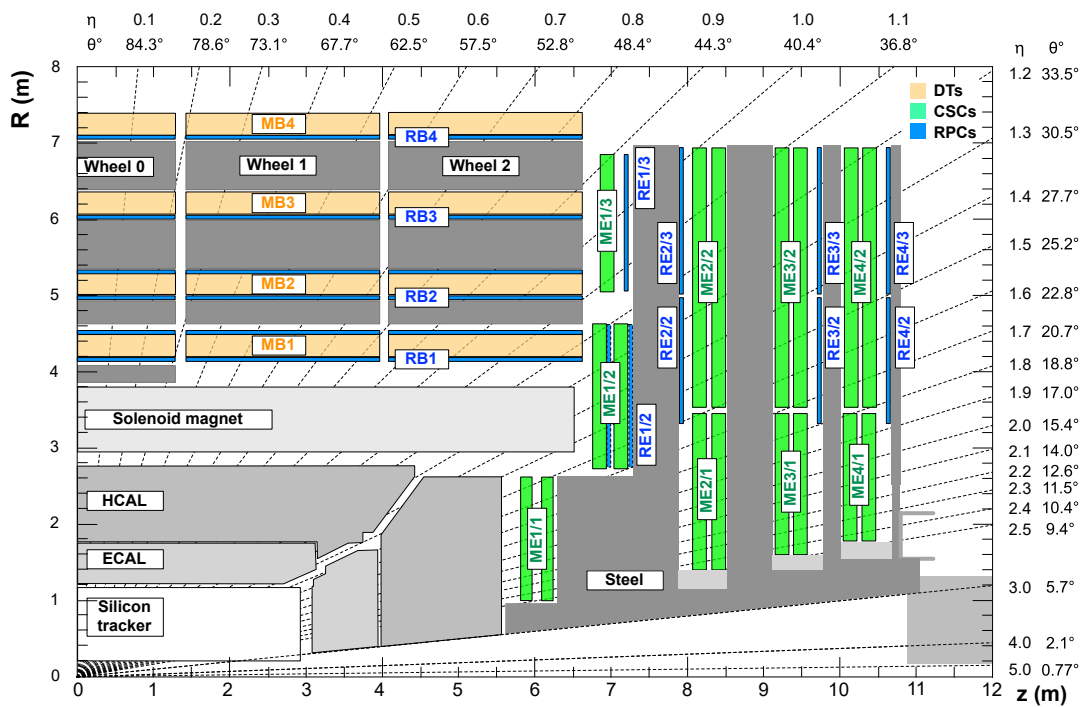 η 0.1 0.2 0.3 0.4 0.5 0.6 0.7 0.8 0.9 1.0 1.1
θ° 84.3° 78.6° 73.1° 67.7° 62.5° 57.5° 52.8° 48.4° 44.3° 40.4° 36.8° η θ°
R (m)
8
7
6
5
4
3
2
1
0
1.2 33.5°
1.3 30.5°
1.4 27.7°
1.5 25.2°
1.6 22.8°
1.7 20.7°
1.8 18.8°
1.9 17.0°
2.0 15.4°
2.1 14.0°
2.2 12.6°
2.3 11.5°
2.4 10.4°
2.5 9.4°
3.0 5.7°
4.0 2.1°
5.0 0.77°
DTs
CSCs
RPCs
MB4
RB4
Wheel 0 Wheel 1 Wheel 2
MB3
RB3
MB2
RB2
MB1
RB1
Solenoid magnet
HCAL
ECAL
Silicon
tracker
Steel
ME1/1
ME1/2
ME1/3
RE1/3
RE1/2
RE2/3
RE2/2
ME2/2
ME2/1
ME3/2
ME3/1
RE3/3
RE3/2
ME4/2
ME4/1
RE4/3
RE4/2
0 1 2 3 4 5 6 7 8 9 10 11 12
z (m)